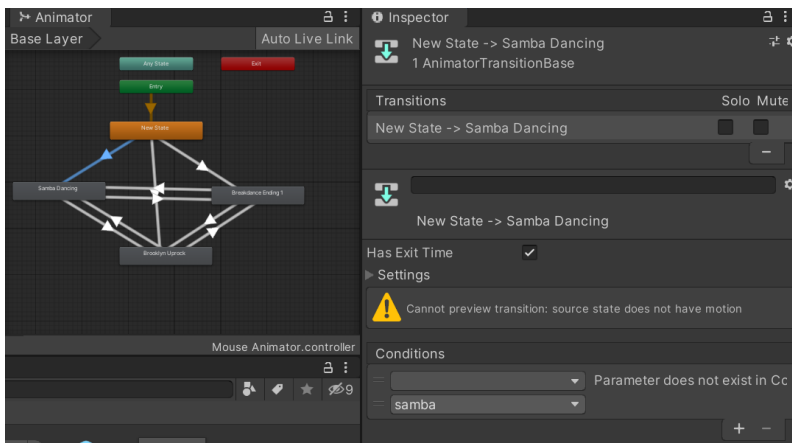 Animator
Base Layer
Auto Live Link
Any State
Exit
Entry
New State
Samba Dancing
Breakdance Ending 1
Brooklyn Uprock
Mouse Animator.controller
9
Inspector
New State -> Samba Dancing
1 AnimatorTransitionBase
Transitions
Solo Mute
New State -> Samba Dancing
New State -> Samba Dancing
Has Exit Time
Settings
Cannot preview transition: source state does not have motion
Conditions
Parameter does not exist in Cc
samba